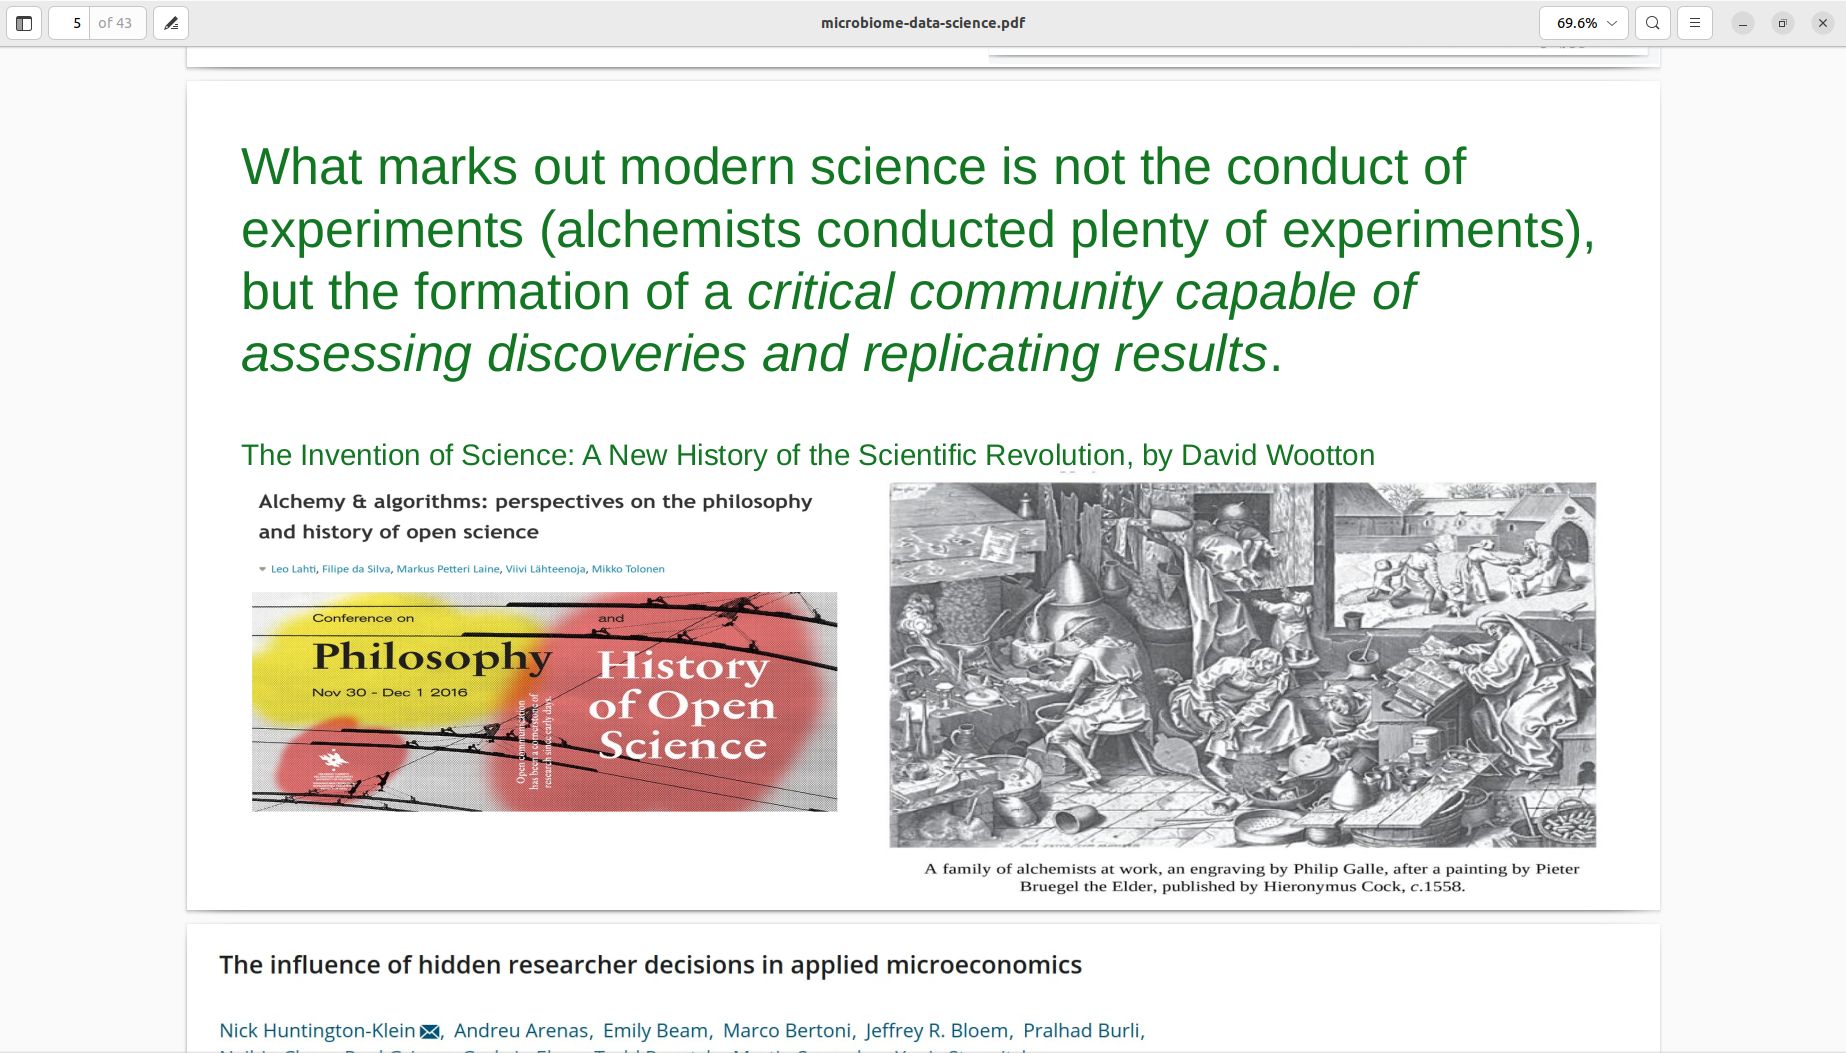 5 of 43
microbiome-data-science.pdf
69.6%
What marks out modern science is not the conduct of
experiments (alchemists conducted plenty of experiments),
but the formation of a critical community capable of
assessing discoveries and replicating results.
The Invention of Science: A New History of the Scientific Revolution, by David Wootton
Alchemy & algorithms: perspectives on the philosophy
and history of open science
Leo Lahti, Filipe da Silva, Markus Petteri Laine, Viivi Lähteenoja, Mikko Tolonen
Conference on
Philosophy
Nov 30 - Dec 1 2016
and
History
of Open
Science
Open communication
has been a cornerstone of
research since early days.
A family of alchemists at work, an engraving by Philip Galle, after a painting by Pieter
Bruegel the Elder, published by Hieronymus Cock, c.1558.
The influence of hidden researcher decisions in applied microeconomics
Nick Huntington-Klein, Andreu Arenas, Emily Beam, Marco Bertoni, Jeffrey R. Bloem, Pralhad Burli,